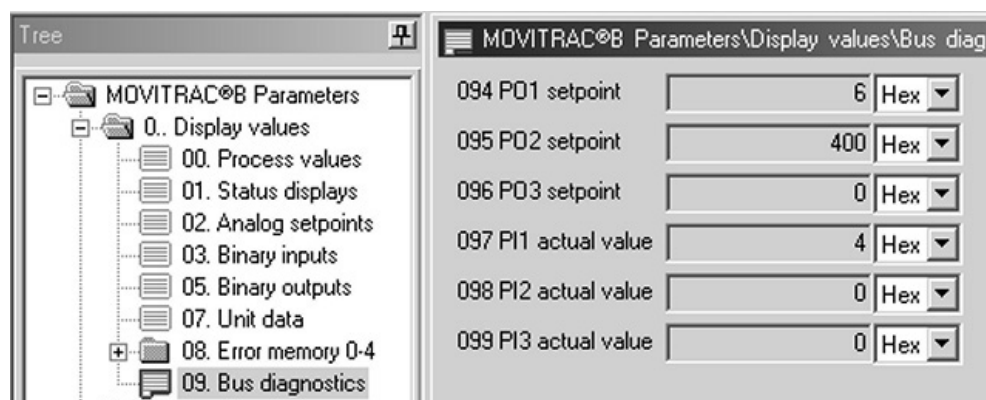 Tree
MOVITRAC®B Parameters
0.. Display values
00. Process values
01. Status displays
02. Analog setpoints
03. Binary inputs
05. Binary outputs
07. Unit data
08. Error memory 0-4
09. Bus diagnostics
MOVITRAC®B Parameters\Display values\Bus diag
094 PO1 setpoint 6 Hex
095 PO2 setpoint 400 Hex
096 PO3 setpoint 0 Hex
097 PI1 actual value 4 Hex
098 PI2 actual value 0 Hex
099 PI3 actual value 0 Hex